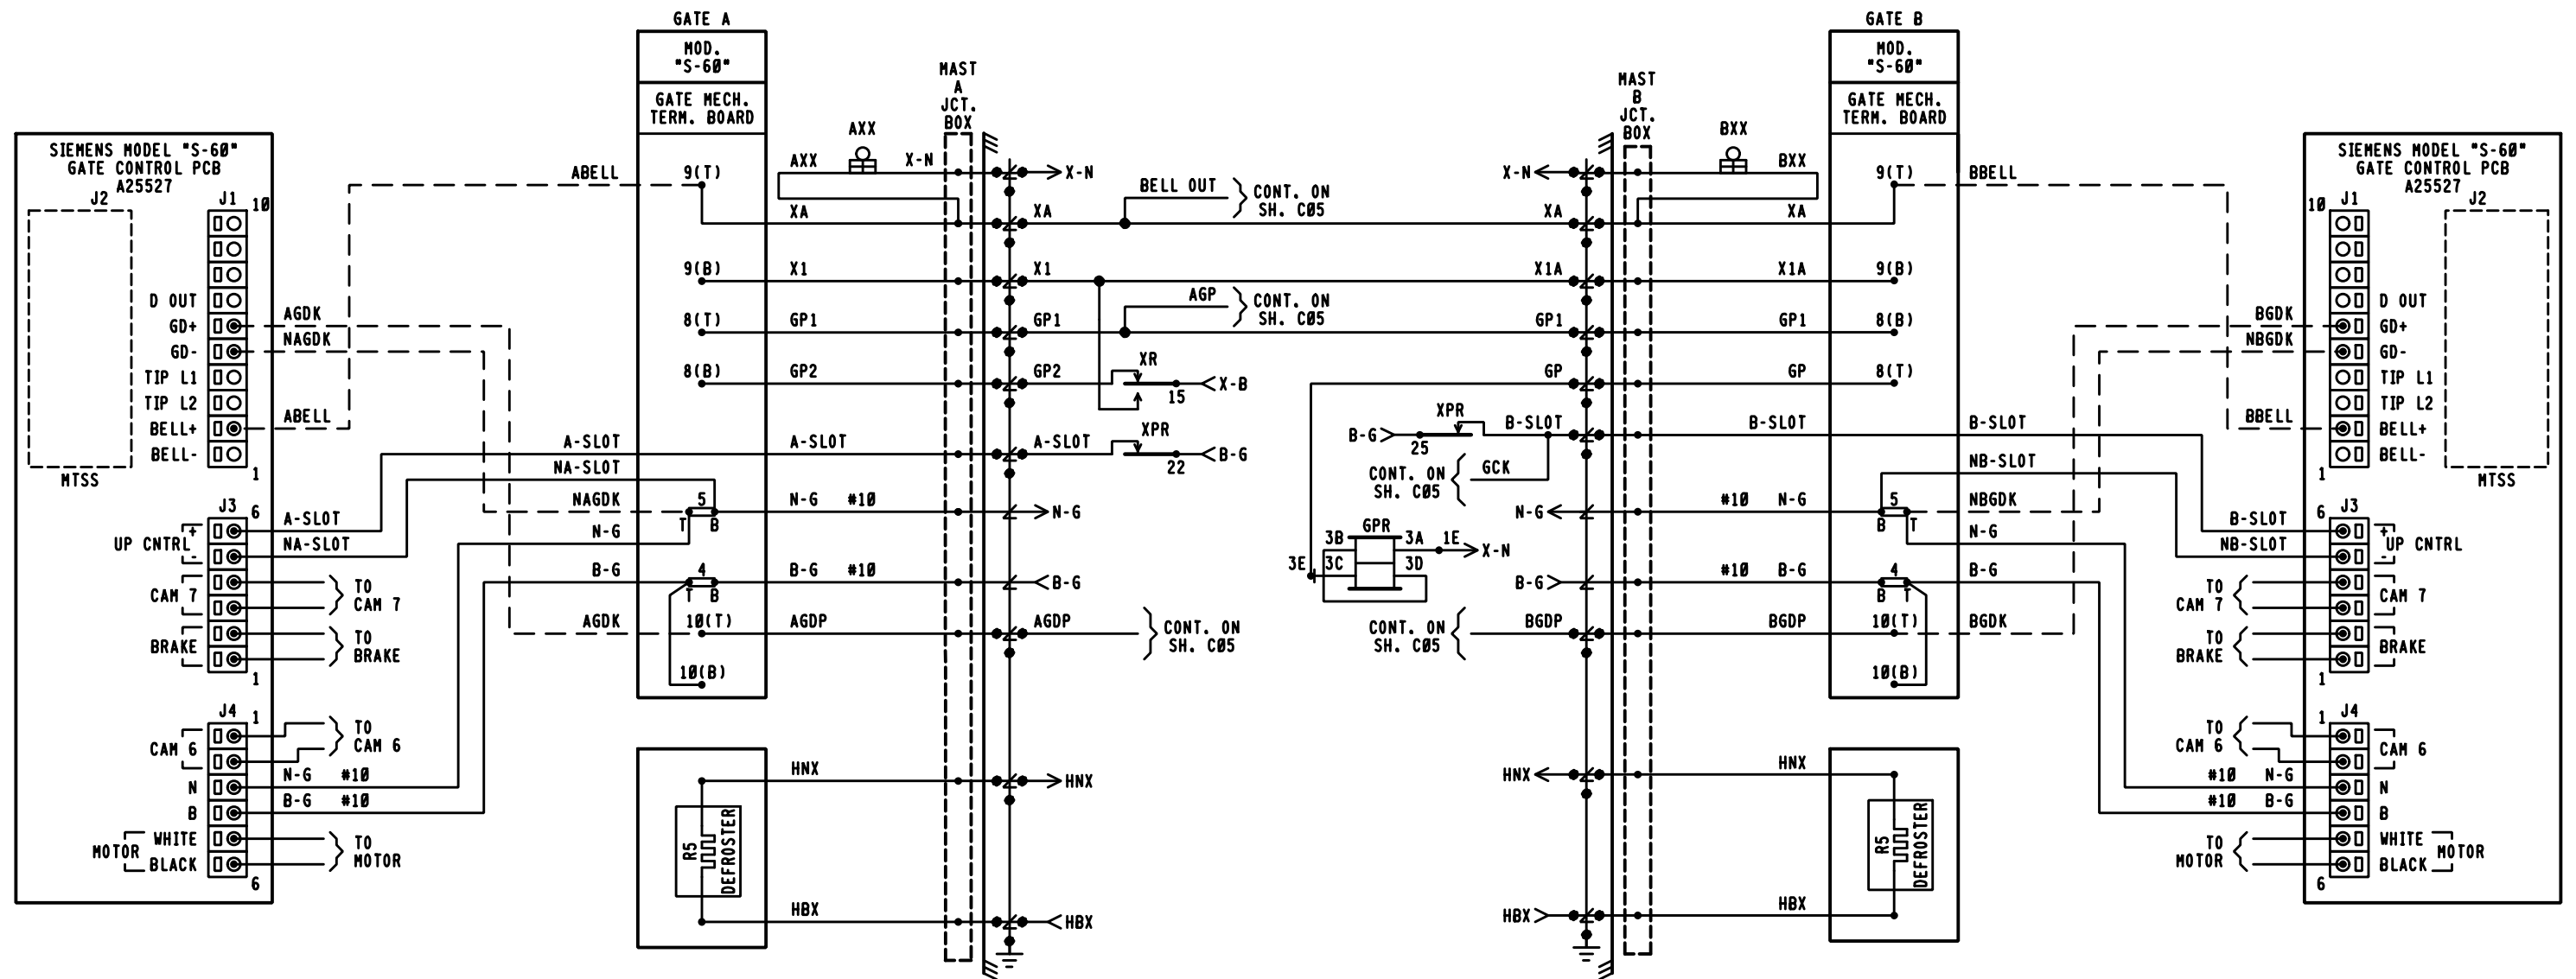 GATE A
MOD.
"S-60"
GATE MECH.
TERM. BOARD
MAST
A
JCT.
BOX
SIEMENS MODEL "S-60"
GATE CONTROL PCB
A25527
J2
J1
10
D OUT
GD+
GD-
TIP L1
TIP L2
BELL+
BELL-
1
MTSS
J3
6
UP CNTRL
+
-
CAM 7
BRAKE
1
J4
1
CAM 6
N
B
MOTOR
WHITE
BLACK
6
AGDK
NAGDK
ABELL
A-SLOT
NA-SLOT
TO
CAM 7
TO
BRAKE
TO
CAM 6
N-G #10
B-G #10
TO
MOTOR
ABELL
A-SLOT
NA-SLOT
NAGDK
N-G
B-G
AGDK
9(T)
9(B)
8(T)
8(B)
5
T B
4
T B
10(T)
10(B)
R5
DEFROSTER
AXX
AXX
X-N
XA
X1
GP1
GP2
A-SLOT
N-G #10
B-G #10
AGDP
HNX
HBX
X-N
XA
BELL OUT
CONT. ON
SH. C05
X1
AGP
CONT. ON
SH. C05
GP1
GP2
XR
15
X-B
A-SLOT
XPR
22
B-G
N-G
B-G
AGDP
CONT. ON
SH. C05
HNX
HBX
X-N
XA
X1A
GP1
GP
XPR
B-G
25
B-SLOT
CONT. ON
SH. C05
GCK
N-G
GPR
3B
3A
1E
X-N
3E
3C
3D
B-G
CONT. ON
SH. C05
BGDP
HNX
HBX
MAST
B
JCT.
BOX
BXX
BXX
XA
X1A
GP1
GP
B-SLOT
#10 N-G
#10 B-G
BGDP
HNX
HBX
GATE B
MOD.
"S-60"
GATE MECH.
TERM. BOARD
9(T)
9(B)
8(B)
8(T)
5
B T
4
B T
10(T)
10(B)
R5
DEFROSTER
BBELL
B-SLOT
NB-SLOT
NBGDK
N-G
B-G
BGDK
BGDK
NBGDK
BBELL
B-SLOT
NB-SLOT
TO
CAM 7
TO
BRAKE
TO
CAM 6
#10 N-G
#10 B-G
TO
MOTOR
SIEMENS MODEL "S-60"
GATE CONTROL PCB
A25527
10
J1
J2
D OUT
GD+
GD-
TIP L1
TIP L2
BELL+
BELL-
1
MTSS
6
J3
+
-
UP CNTRL
CAM 7
BRAKE
1
J4
1
CAM 6
N
B
WHITE
BLACK
MOTOR
6